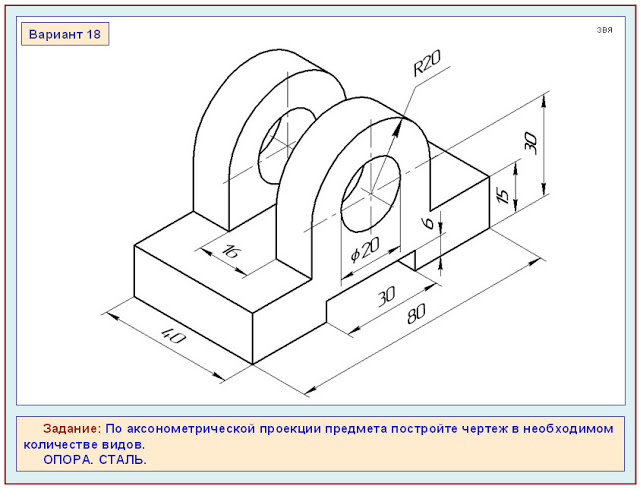 Вариант 18
ЗВЯ
R20
30
15
6
16
ϕ20
30
80
40
Задание: По аксонометрической проекции предмета постройте чертеж в необходимом
количестве видов.
ОПОРА. СТАЛЬ.